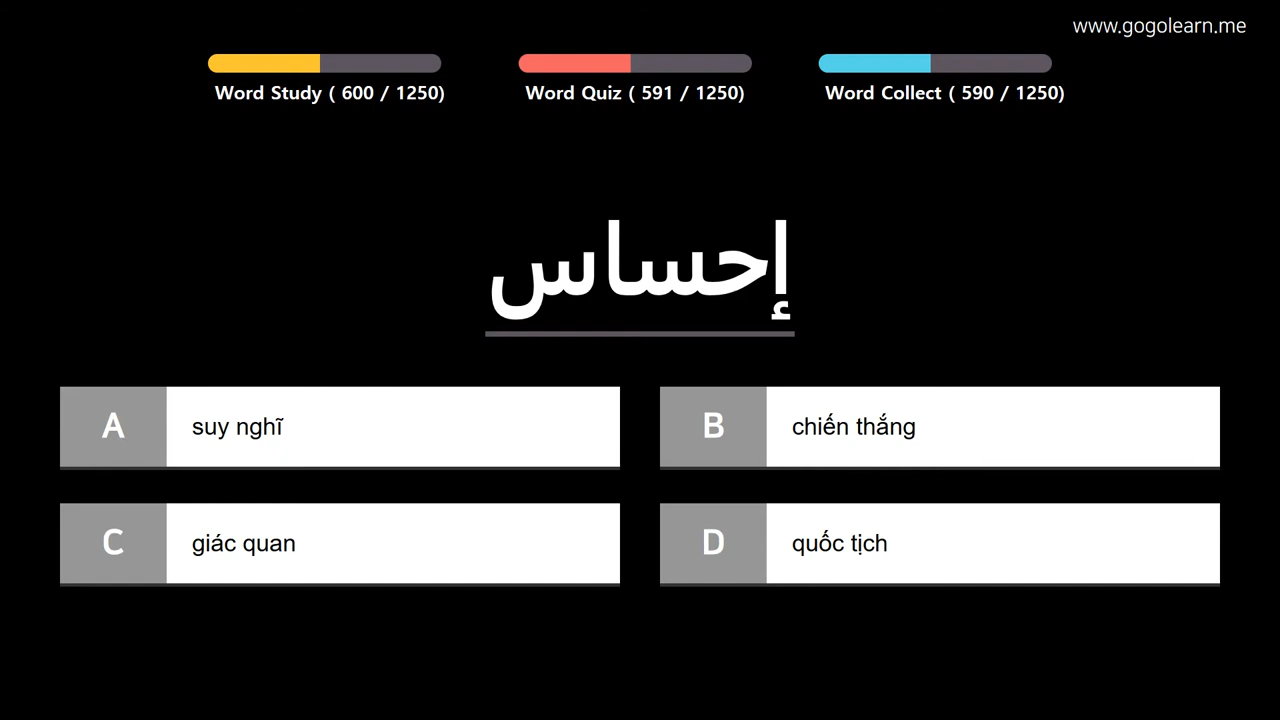 www.gogolearn.me
Word Study ( 600 / 1250)
Word Quiz ( 591 / 1250)
Word Collect ( 590 / 1250)
إحساس
A suy nghĩ
B chiến thắng
C giác quan
D quốc tịch